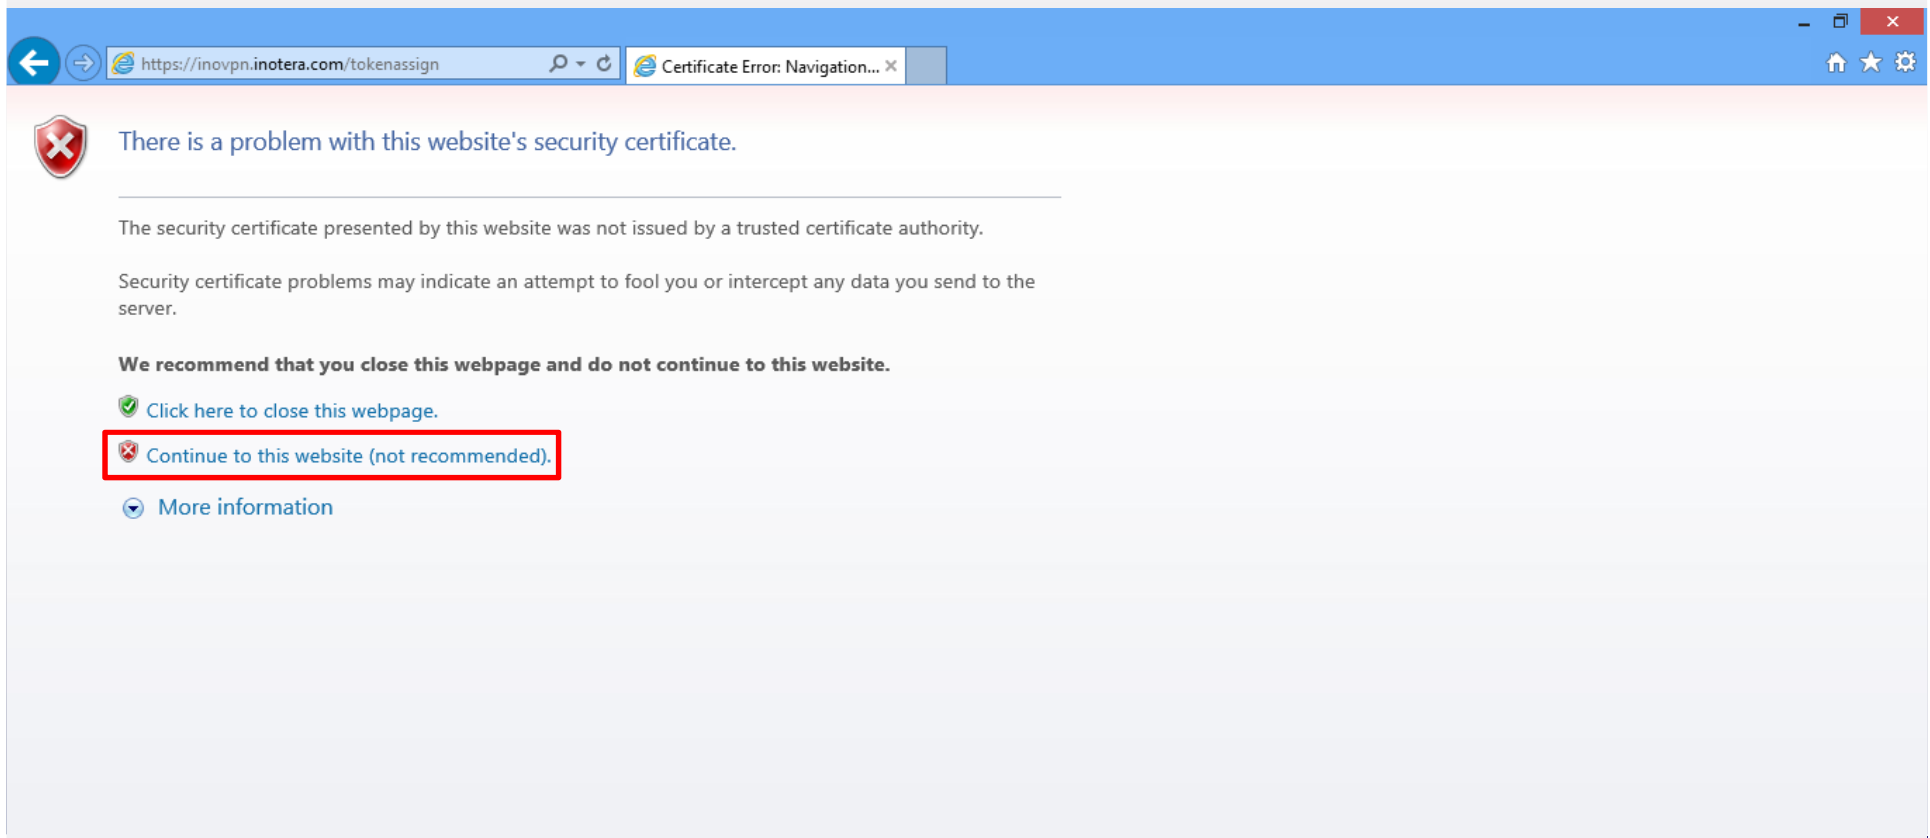 https://inovpn.inotera.com/tokenassign
Certificate Error: Navigation...
There is a problem with this website's security certificate.
The security certificate presented by this website was not issued by a trusted certificate authority.
Security certificate problems may indicate an attempt to fool you or intercept any data you send to the
server.
We recommend that you close this webpage and do not continue to this website.
Click here to close this webpage.
Continue to this website (not recommended).
More information